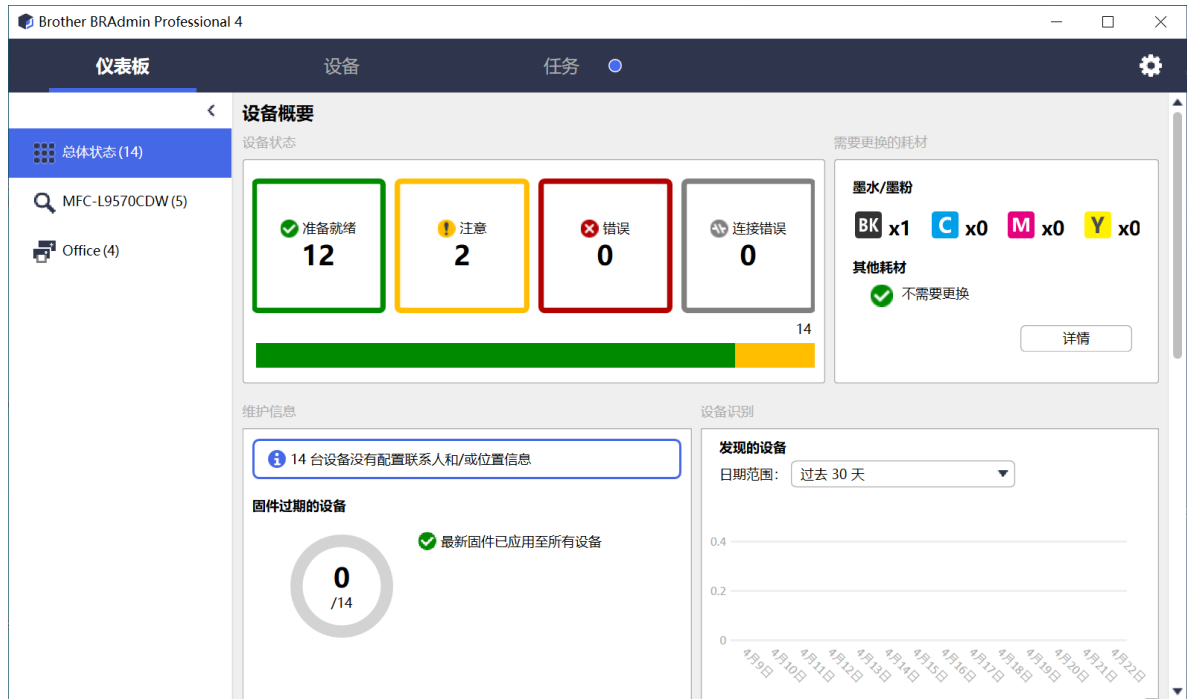 Brother BRAdmin Professional 4
仪表板 设备 任务
设备概要
总体状态(14)
MFC-L9570CDW (5)
Office (4)
设备状态
准备就绪
12
注意
2
错误
0
连接错误
0
14
需要更换的耗材
墨水/墨粉
BK x1 C x0 M x0 Y x0
其他耗材
不需要更换
详情
维护信息
14 台设备没有配置联系人和/或位置信息
固件过期的设备
0
/14
最新固件已应用至所有设备
设备识别
发现的设备
日期范围: 过去 30 天
0.4
0.2
0
4月9日 4月10日 4月11日 4月12日 4月13日 4月14日 4月15日 4月16日 4月17日 4月18日 4月19日 4月20日 4月21日 4月22日